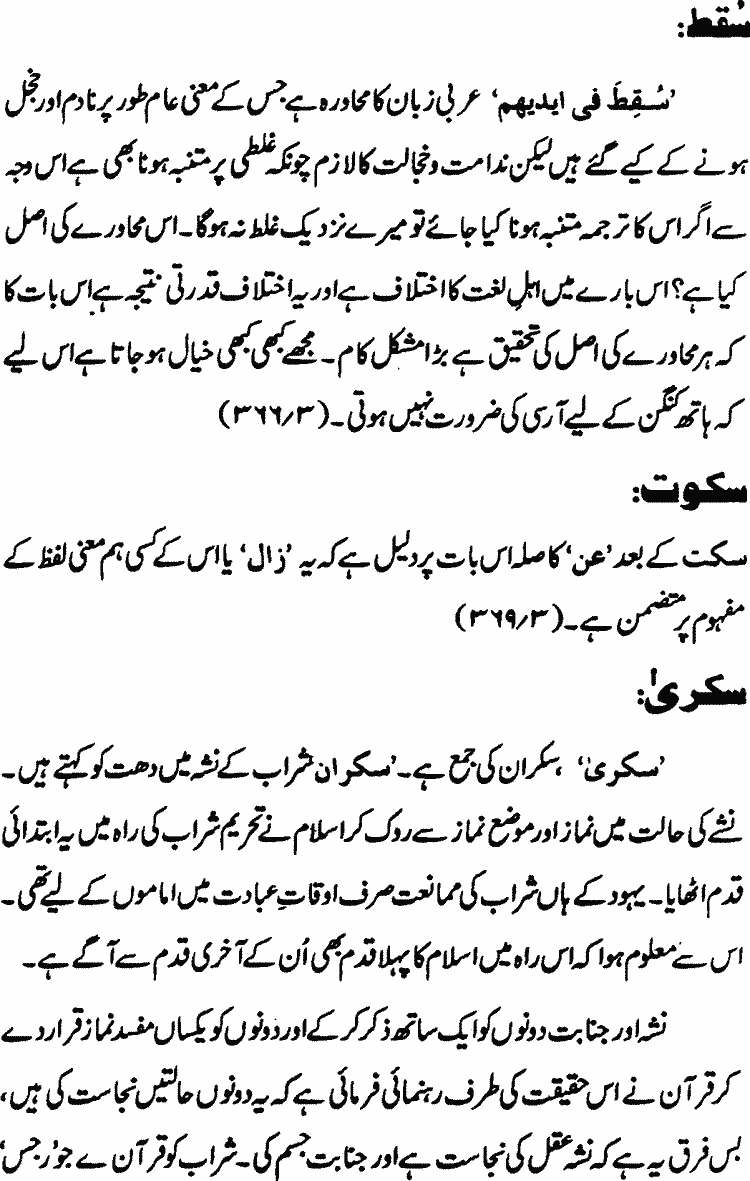 سُقط:
’سُقِطَ فی ایدیھم‘ عربی زبان کا محاورہ ہے جس کے معنی عام طور پر نادم اور خجل
ہونے کے کیے گئے ہیں لیکن ندامت و خجالت کا لازم چونکہ غلطی پر متنبہ ہونا بھی ہے اس وجہ
سے اگر اس کا ترجمہ متنبہ ہونا کیا جائے تو میرے نزدیک غلط نہ ہوگا۔ اس محاورے کی اصل
کیا ہے؟ اس بارے میں اہلِ لغت کا اختلاف ہے اور یہ اختلاف قدرتی نتیجہ ہے اس بات کا
کہ ہر محاورے کی اصل کی تحقیق ہے بڑا مشکل کام۔ مجھے کبھی کبھی خیال ہو جاتا ہے اس لیے
کہ ہاتھ کنگن کے لیے آرسی کی ضرورت نہیں ہوتی۔ (۳/۳۶۶)
سکوت:
سکت کے بعد ’عن‘ کا صلہ اس بات پر دلیل ہے کہ یہ ’زال‘ یا اس کے کسی ہم معنی لفظ کے
مفہوم پر متضمن ہے۔ (۳/۳۶۹)
سکریٰ:
’سکریٰ‘، سکران کی جمع ہے۔ ’سکران شراب کے نشہ میں دھت کو کہتے ہیں۔
نشے کی حالت میں نماز اور موضع نماز سے روک کر اسلام نے تحریم شراب کی راہ میں یہ ابتدائی
قدم اٹھایا۔ یہود کے ہاں شراب کی ممانعت صرف اوقاتِ عبادت میں اماموں کے لیے تھی۔
اس سے معلوم ہوا کہ اس راہ میں اسلام کا پہلا قدم بھی اُن کے آخری قدم سے آگے ہے۔
نشہ اور جنابت دونوں کو ایک ساتھ ذکر کر کے اور دونوں کو یکساں مفسد نماز قرار دے
کر قرآن نے اس حقیقت کی طرف رہنمائی فرمائی ہے کہ یہ دونوں حالتیں نجاست کی ہیں،
بس فرق یہ ہے کہ نشہ عقل کی نجاست ہے اور جنابت جسم کی۔ شراب کو قرآن ے جو ’رجس‘